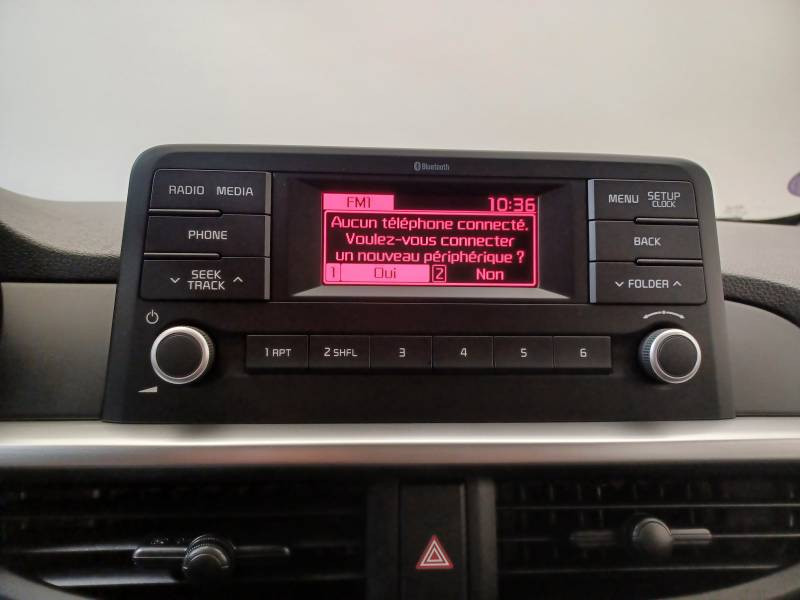 Bluetooth
RADIO MEDIA
PHONE
SEEK
TRACK
FM1 10:36
Aucun téléphone connecté.
Voulez-vous connecter
un nouveau périphérique ?
1 Oui 2 Non
MENU SETUP
CLOCK
BACK
FOLDER
1 RPT 2 SHFL 3 4 5 6